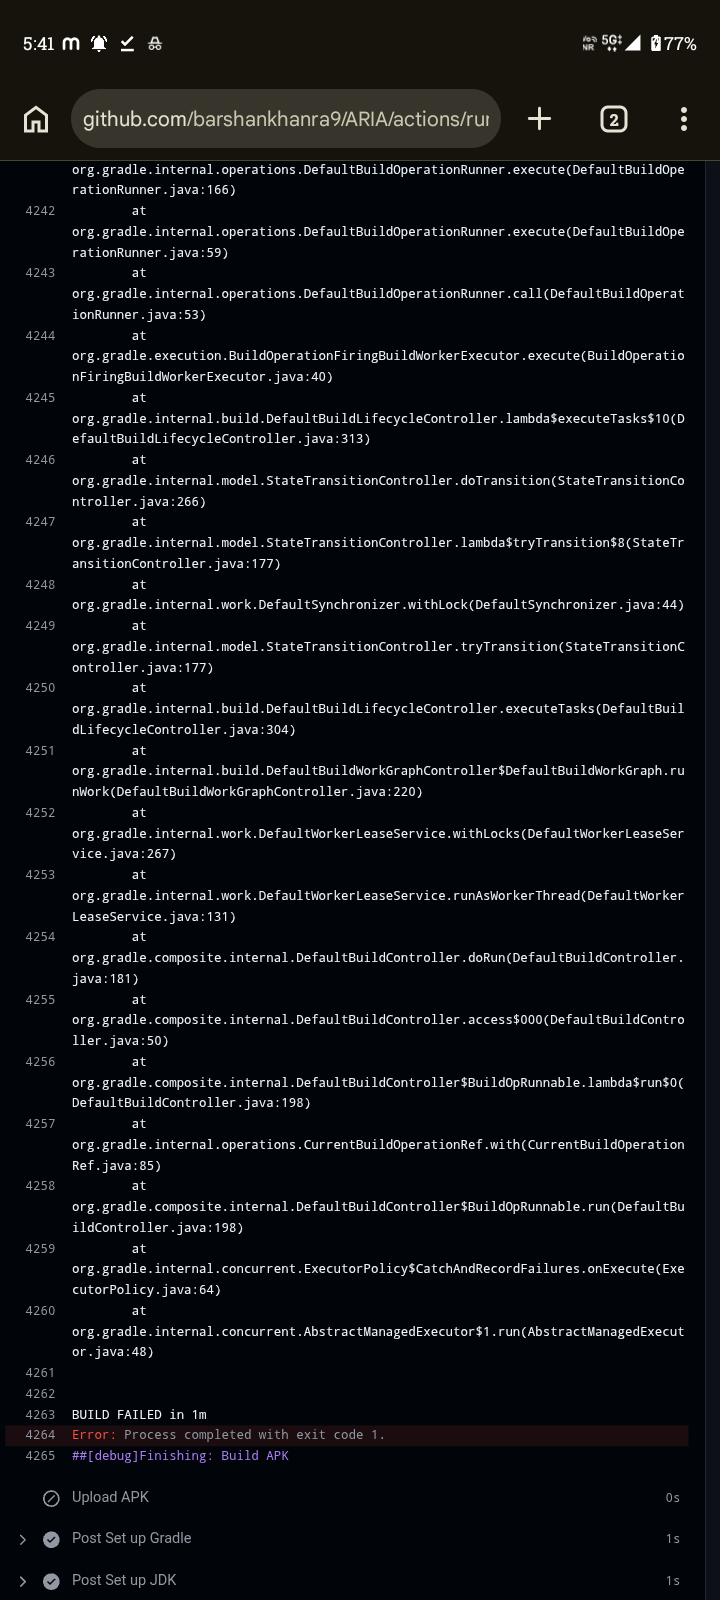 5:41
5G
77%
github.com/barshankhanra9/ARIA/actions/ru
2
org.gradle.internal.operations.DefaultBuildOperationRunner.execute(DefaultBuildOpe
rationRunner.java:166)
4242 at
org.gradle.internal.operations.DefaultBuildOperationRunner.execute(DefaultBuildOpe
rationRunner.java:59)
4243 at
org.gradle.internal.operations.DefaultBuildOperationRunner.call(DefaultBuildOperat
ionRunner.java:53)
4244 at
org.gradle.execution.BuildOperationFiringBuildWorkerExecutor.execute(BuildOperatio
nFiringBuildWorkerExecutor.java:40)
4245 at
org.gradle.internal.build.DefaultBuildLifecycleController.lambda$executeTasks$10(D
efaultBuildLifecycleController.java:313)
4246 at
org.gradle.internal.model.StateTransitionController.doTransition(StateTransitionCo
ntroller.java:266)
4247 at
org.gradle.internal.model.StateTransitionController.lambda$tryTransition$8(StateTr
ansitionController.java:177)
4248 at
org.gradle.internal.work.DefaultSynchronizer.withLock(DefaultSynchronizer.java:44)
4249 at
org.gradle.internal.model.StateTransitionController.tryTransition(StateTransitionC
ontroller.java:177)
4250 at
org.gradle.internal.build.DefaultBuildLifecycleController.executeTasks(DefaultBuil
dLifecycleController.java:304)
4251 at
org.gradle.internal.build.DefaultBuildWorkGraphController$DefaultBuildWorkGraph.ru
nWork(DefaultBuildWorkGraphController.java:220)
4252 at
org.gradle.internal.work.DefaultWorkerLeaseService.withLocks(DefaultWorkerLeaseSer
vice.java:267)
4253 at
org.gradle.internal.work.DefaultWorkerLeaseService.runAsWorkerThread(DefaultWorker
LeaseService.java:131)
4254 at
org.gradle.composite.internal.DefaultBuildController.doRun(DefaultBuildController.
java:181)
4255 at
org.gradle.composite.internal.DefaultBuildController.access$000(DefaultBuildContro
ller.java:50)
4256 at
org.gradle.composite.internal.DefaultBuildController$BuildOpRunnable.lambda$run$0(
DefaultBuildController.java:198)
4257 at
org.gradle.internal.operations.CurrentBuildOperationRef.with(CurrentBuildOperation
Ref.java:85)
4258 at
org.gradle.composite.internal.DefaultBuildController$BuildOpRunnable.run(DefaultBu
ildController.java:198)
4259 at
org.gradle.internal.concurrent.ExecutorPolicy$CatchAndRecordFailures.onExecute(Exe
cutorPolicy.java:64)
4260 at
org.gradle.internal.concurrent.AbstractManagedExecutor$1.run(AbstractManagedExecut
or.java:48)
4261
4262
4263 BUILD FAILED in 1m
4264 Error: Process completed with exit code 1.
4265 ##[debug]Finishing: Build APK
Upload APK 0s
Post Set up Gradle 1s
Post Set up JDK 1s